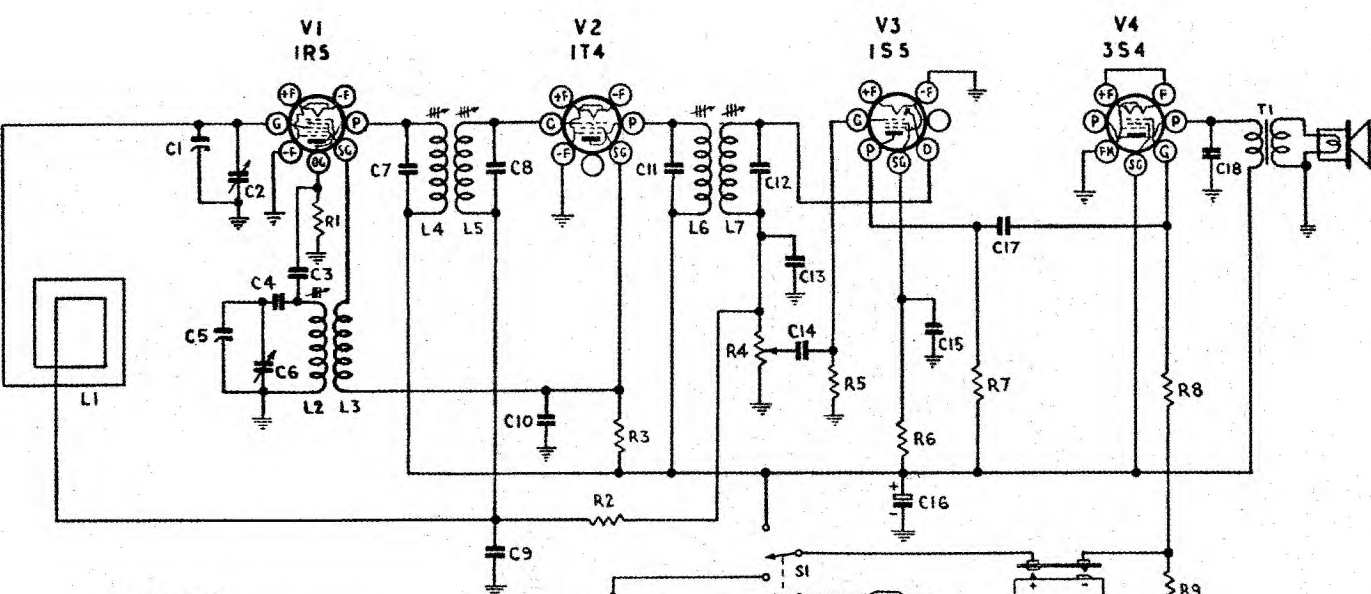 V1 V2 V3 V4
1R5 1T4 1S5 3S4
+F -F +F -F +F -F +F F
G P G P G P P
-F OG SG -F SG P SG D FM SG G
T1
C1 C2 R1 C7 C8 C11 C12 C18
L4 L5 L6 L7 C17
C3 C4 C13
C5 C6 R4 C14 C15
L1 L2 L3 R5 R7 R8
C10 R3 R6
+
R2 C16
-
C9
S1
+ -
R9